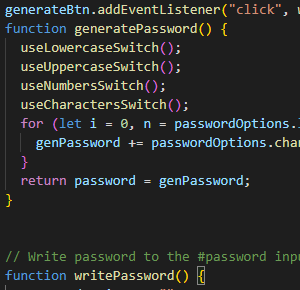 generateBtn.addEventListener("click",
function generatePassword() {
useLowercaseSwitch();
useUppercaseSwitch();
useNumbersSwitch();
useCharactersSwitch();
for (let i = 0, n = passwordOptions.
genPassword += passwordOptions.cha
}
return password = genPassword;
}
// Write password to the #password inpu
function writePassword() {